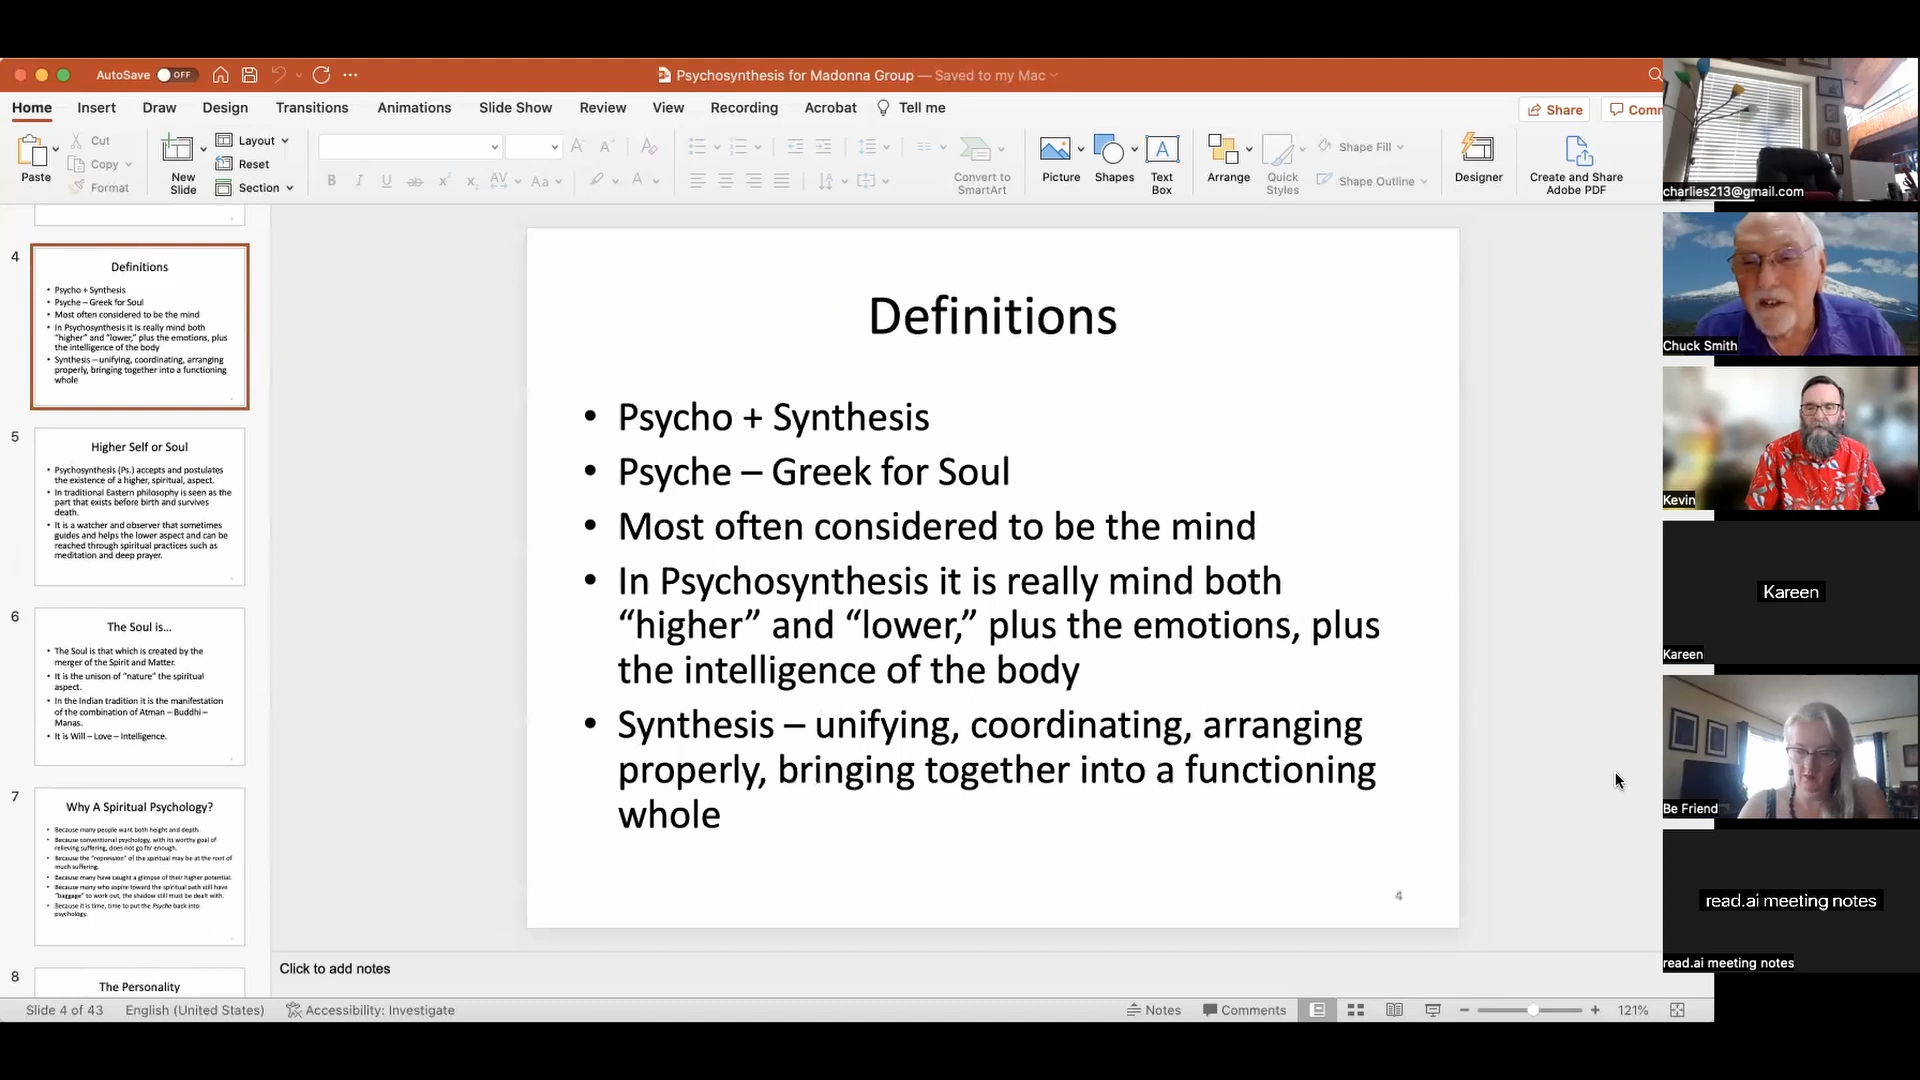 AutoSave OFF
Psychosynthesis for Madonna Group — Saved to my Mac
Home Insert Draw Design Transitions Animations Slide Show Review View Recording Acrobat Tell me
Share Comm
Paste
Cut
Copy
Format
New
Slide
Layout
Reset
Section
B I U ab x² x₂ AV Aa
Convert to
SmartArt
Picture
Shapes
Text
Box
Arrange
Quick
Styles
Shape Fill
Shape Outline
Designer
Create and Share
Adobe PDF
4
Definitions
• Psycho + Synthesis
• Psyche – Greek for Soul
• Most often considered to be the mind
• In Psychosynthesis it is really mind both
“higher” and “lower,” plus the emotions, plus
the intelligence of the body
• Synthesis – unifying, coordinating, arranging
properly, bringing together into a functioning
whole
5
Higher Self or Soul
• Psychosynthesis (Ps.) accepts and postulates
the existence of a higher, spiritual, aspect.
• In traditional Eastern philosophy is seen as the
part that exists before birth and survives
death.
• It is a watcher and observer that sometimes
guides and helps the lower aspect and can be
reached through spiritual practices such as
meditation and deep prayer.
6
The Soul is...
• The Soul is that which is created by the
merger of the Spirit and Matter.
• It is the unison of “nature” the spiritual
aspect.
• In the Indian tradition it is the manifestation
of the combination of Atman – Buddhi –
Manas.
• It is Will – Love – Intelligence.
7
Why A Spiritual Psychology?
• Because many people want both height and depth.
• Because conventional psychology, with its worthy goal of
relieving suffering, does not go far enough.
• Because the “repression” of the spiritual may be at the root of
much suffering.
• Because many have caught a glimpse of their higher potential.
• Because many who aspire toward the spiritual path still have
“baggage” to work out, the shadow still must be dealt with.
• Because it is time, time to put the Psyche back into
psychology.
8
The Personality
Definitions
• Psycho + Synthesis
• Psyche – Greek for Soul
• Most often considered to be the mind
• In Psychosynthesis it is really mind both
“higher” and “lower,” plus the emotions, plus
the intelligence of the body
• Synthesis – unifying, coordinating, arranging
properly, bringing together into a functioning
whole
4
Click to add notes
Slide 4 of 43 English (United States) Accessibility: Investigate
Notes Comments 121%
charlies213@gmail.com
Chuck Smith
Kevin
Kareen
Kareen
Be Friend
read.ai meeting notes
read.ai meeting notes